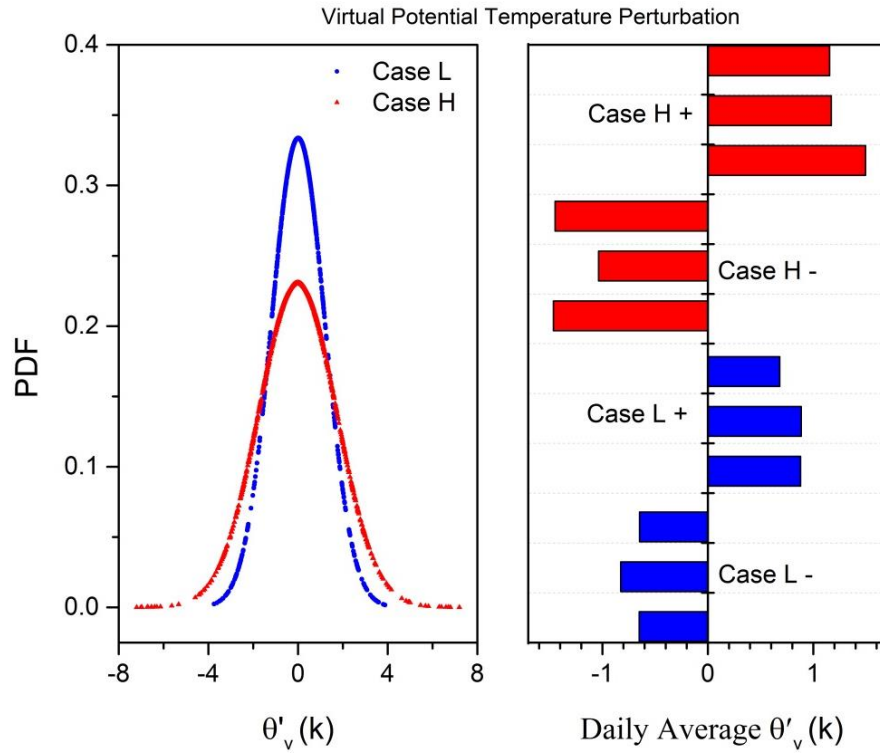 Virtual Potential Temperature Perturbation
0.4
0.3
0.2
0.1
0.0
PDF
Case L
Case H
-8
-4
0
4
8
θ'v (k)
Case H +
Case H -
Case L +
Case L -
-1
0
1
Daily Average θ'v (k)